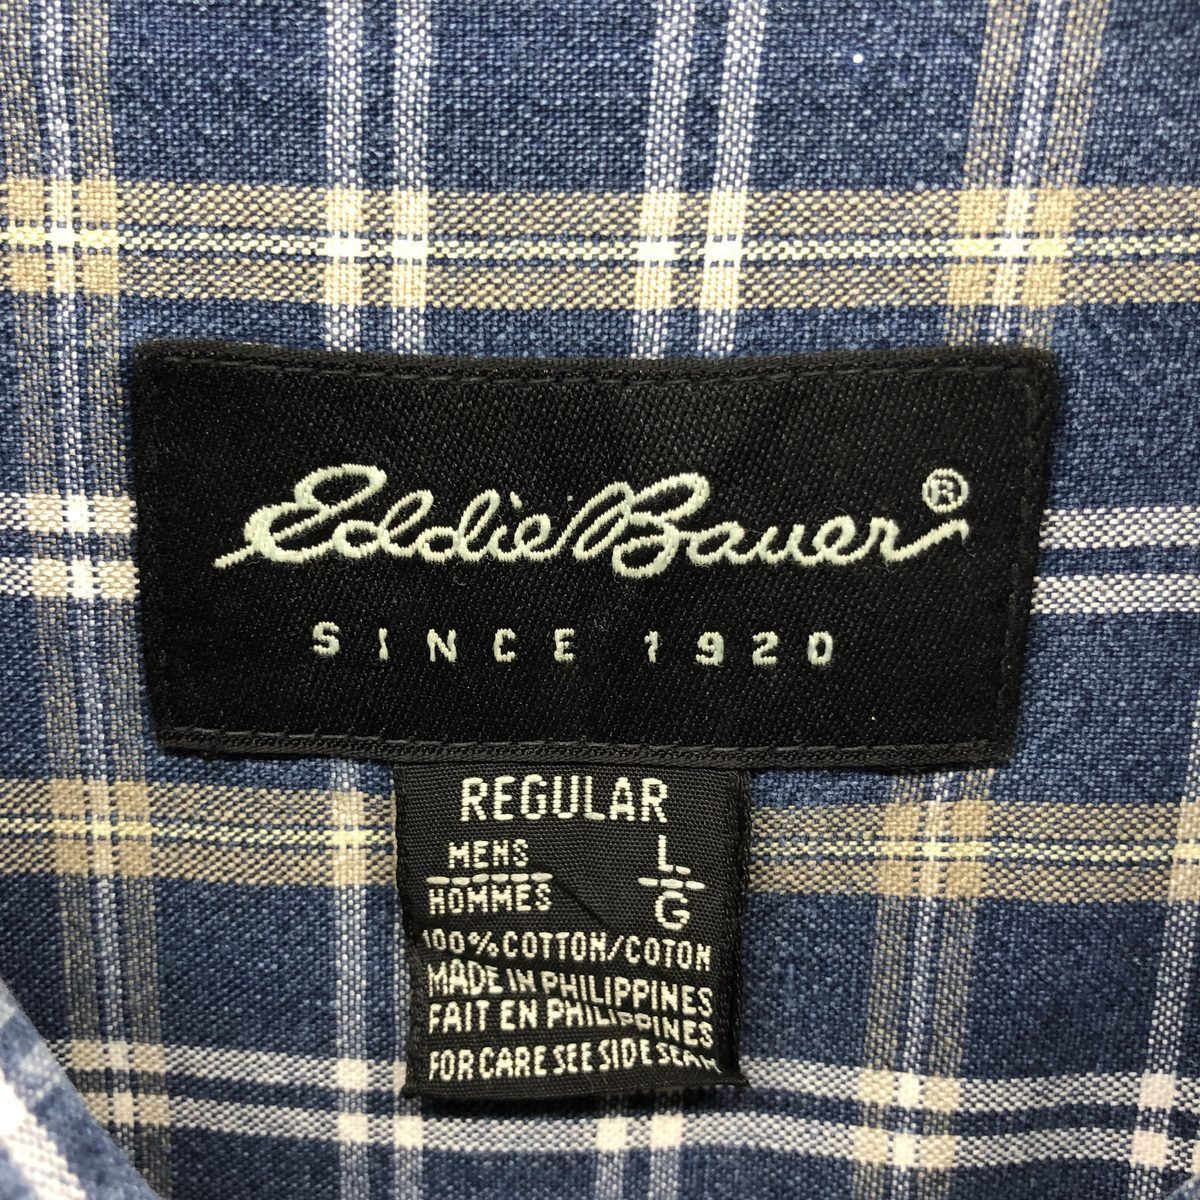 Eddie Bauer®
SINCE 1920
REGULAR
MENS L
HOMMES G
100% COTTON/COTON
MADE IN PHILIPPINES
FAIT EN PHILIPPINES
FOR CARE SEE SIDE SEAM